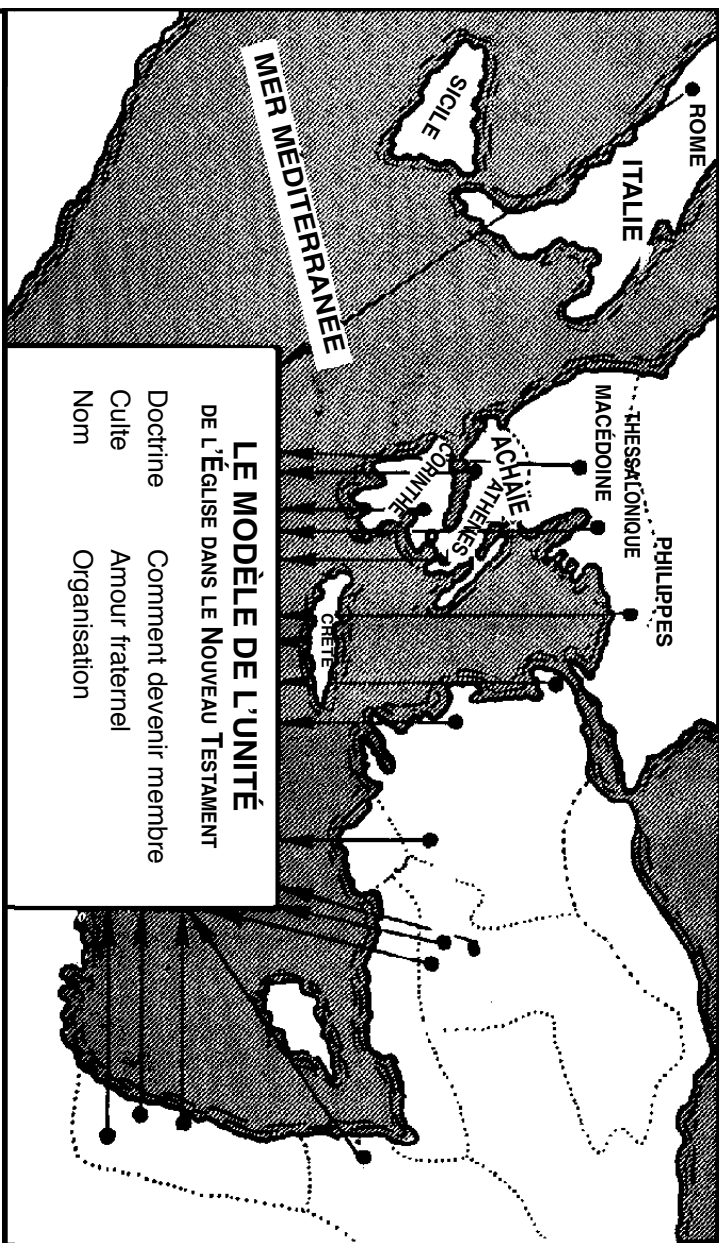 ROME
ITALIE
SICILE
MER MÉDITERRANÉE
PHILIPPES
THESSALONIQUE
MACÉDOINE
ACHAÏE
ATHÈNES
CORINTHE
CRÈTE
LE MODÈLE DE L'UNITÉ
DE L'ÉGLISE DANS LE NOUVEAU TESTAMENT
Doctrine Comment devenir membre
Culte Amour fraternel
Nom Organisation